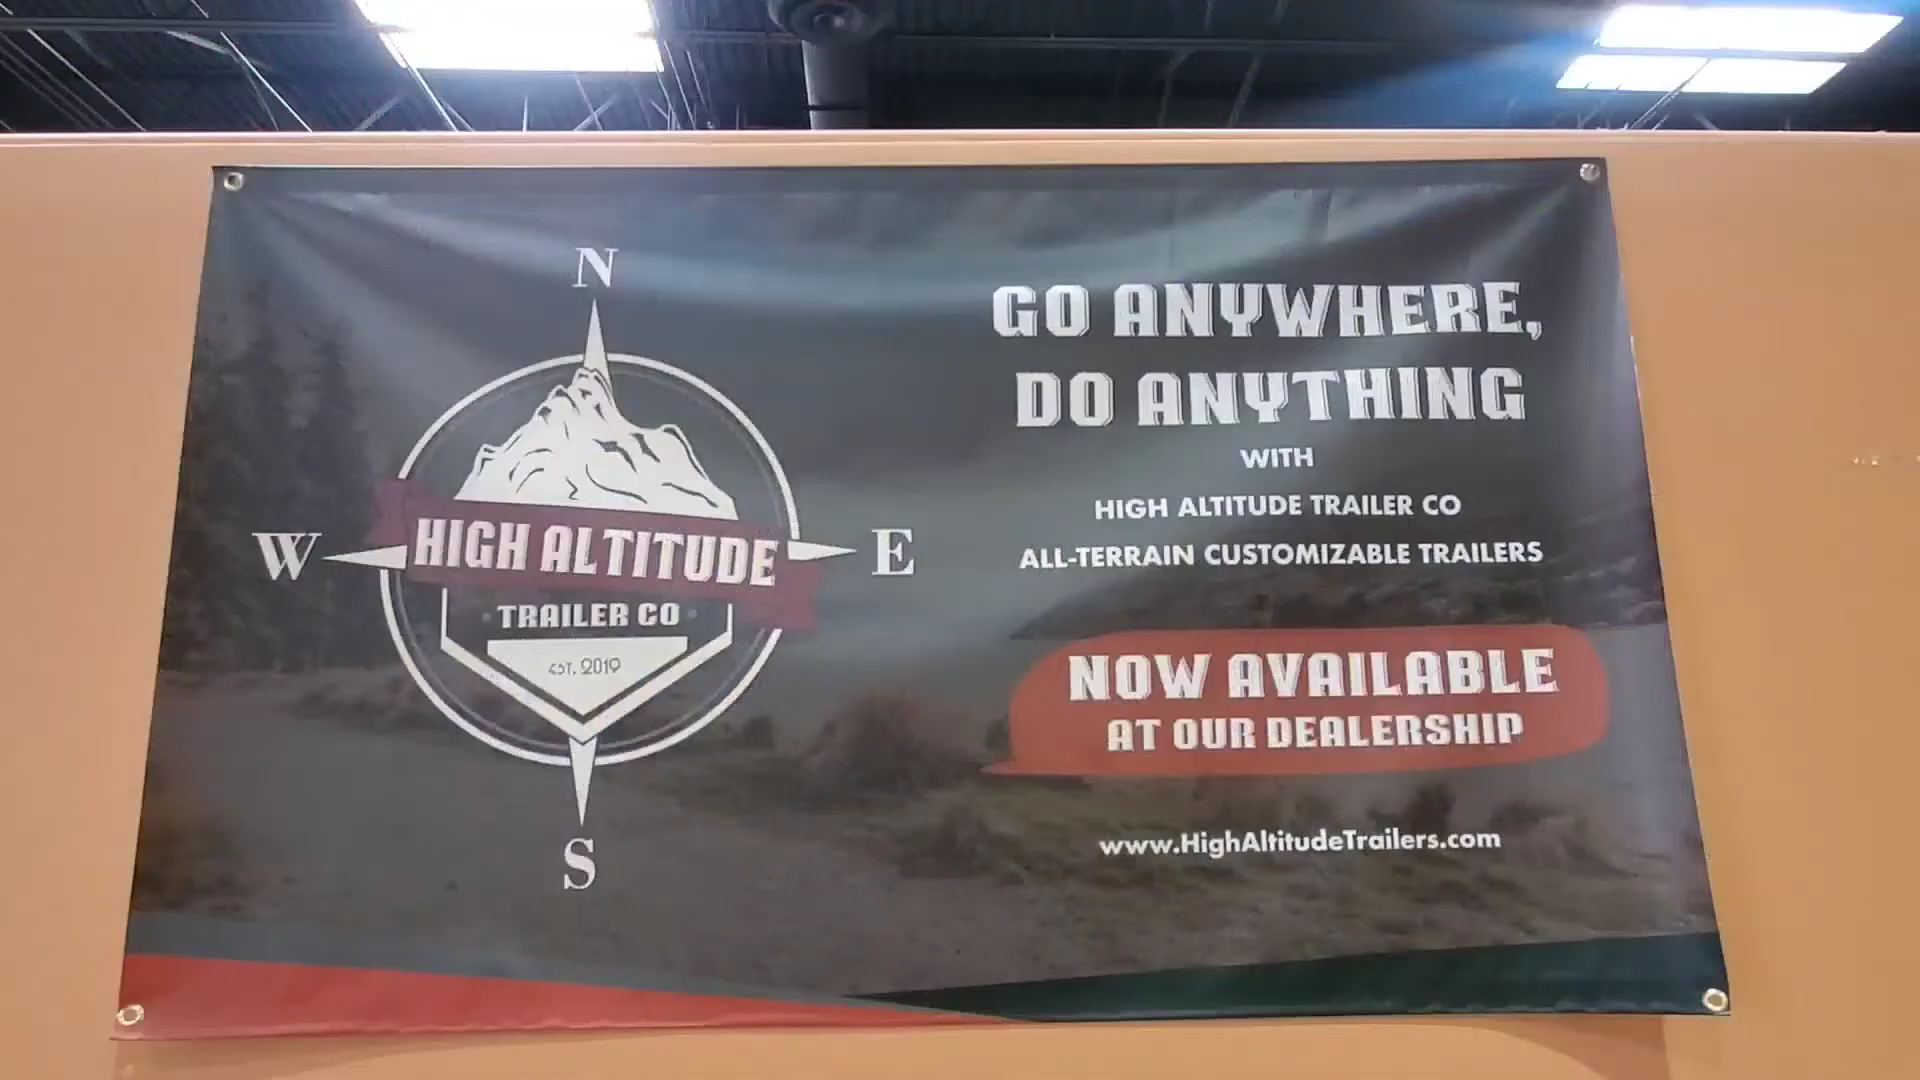 N
W
E
HIGH ALTITUDE
TRAILER CO
EST. 2019
S
GO ANYWHERE,
DO ANYTHING
WITH
HIGH ALTITUDE TRAILER CO
ALL-TERRAIN CUSTOMIZABLE TRAILERS
NOW AVAILABLE
AT OUR DEALERSHIP
www.HighAltitudeTrailers.com